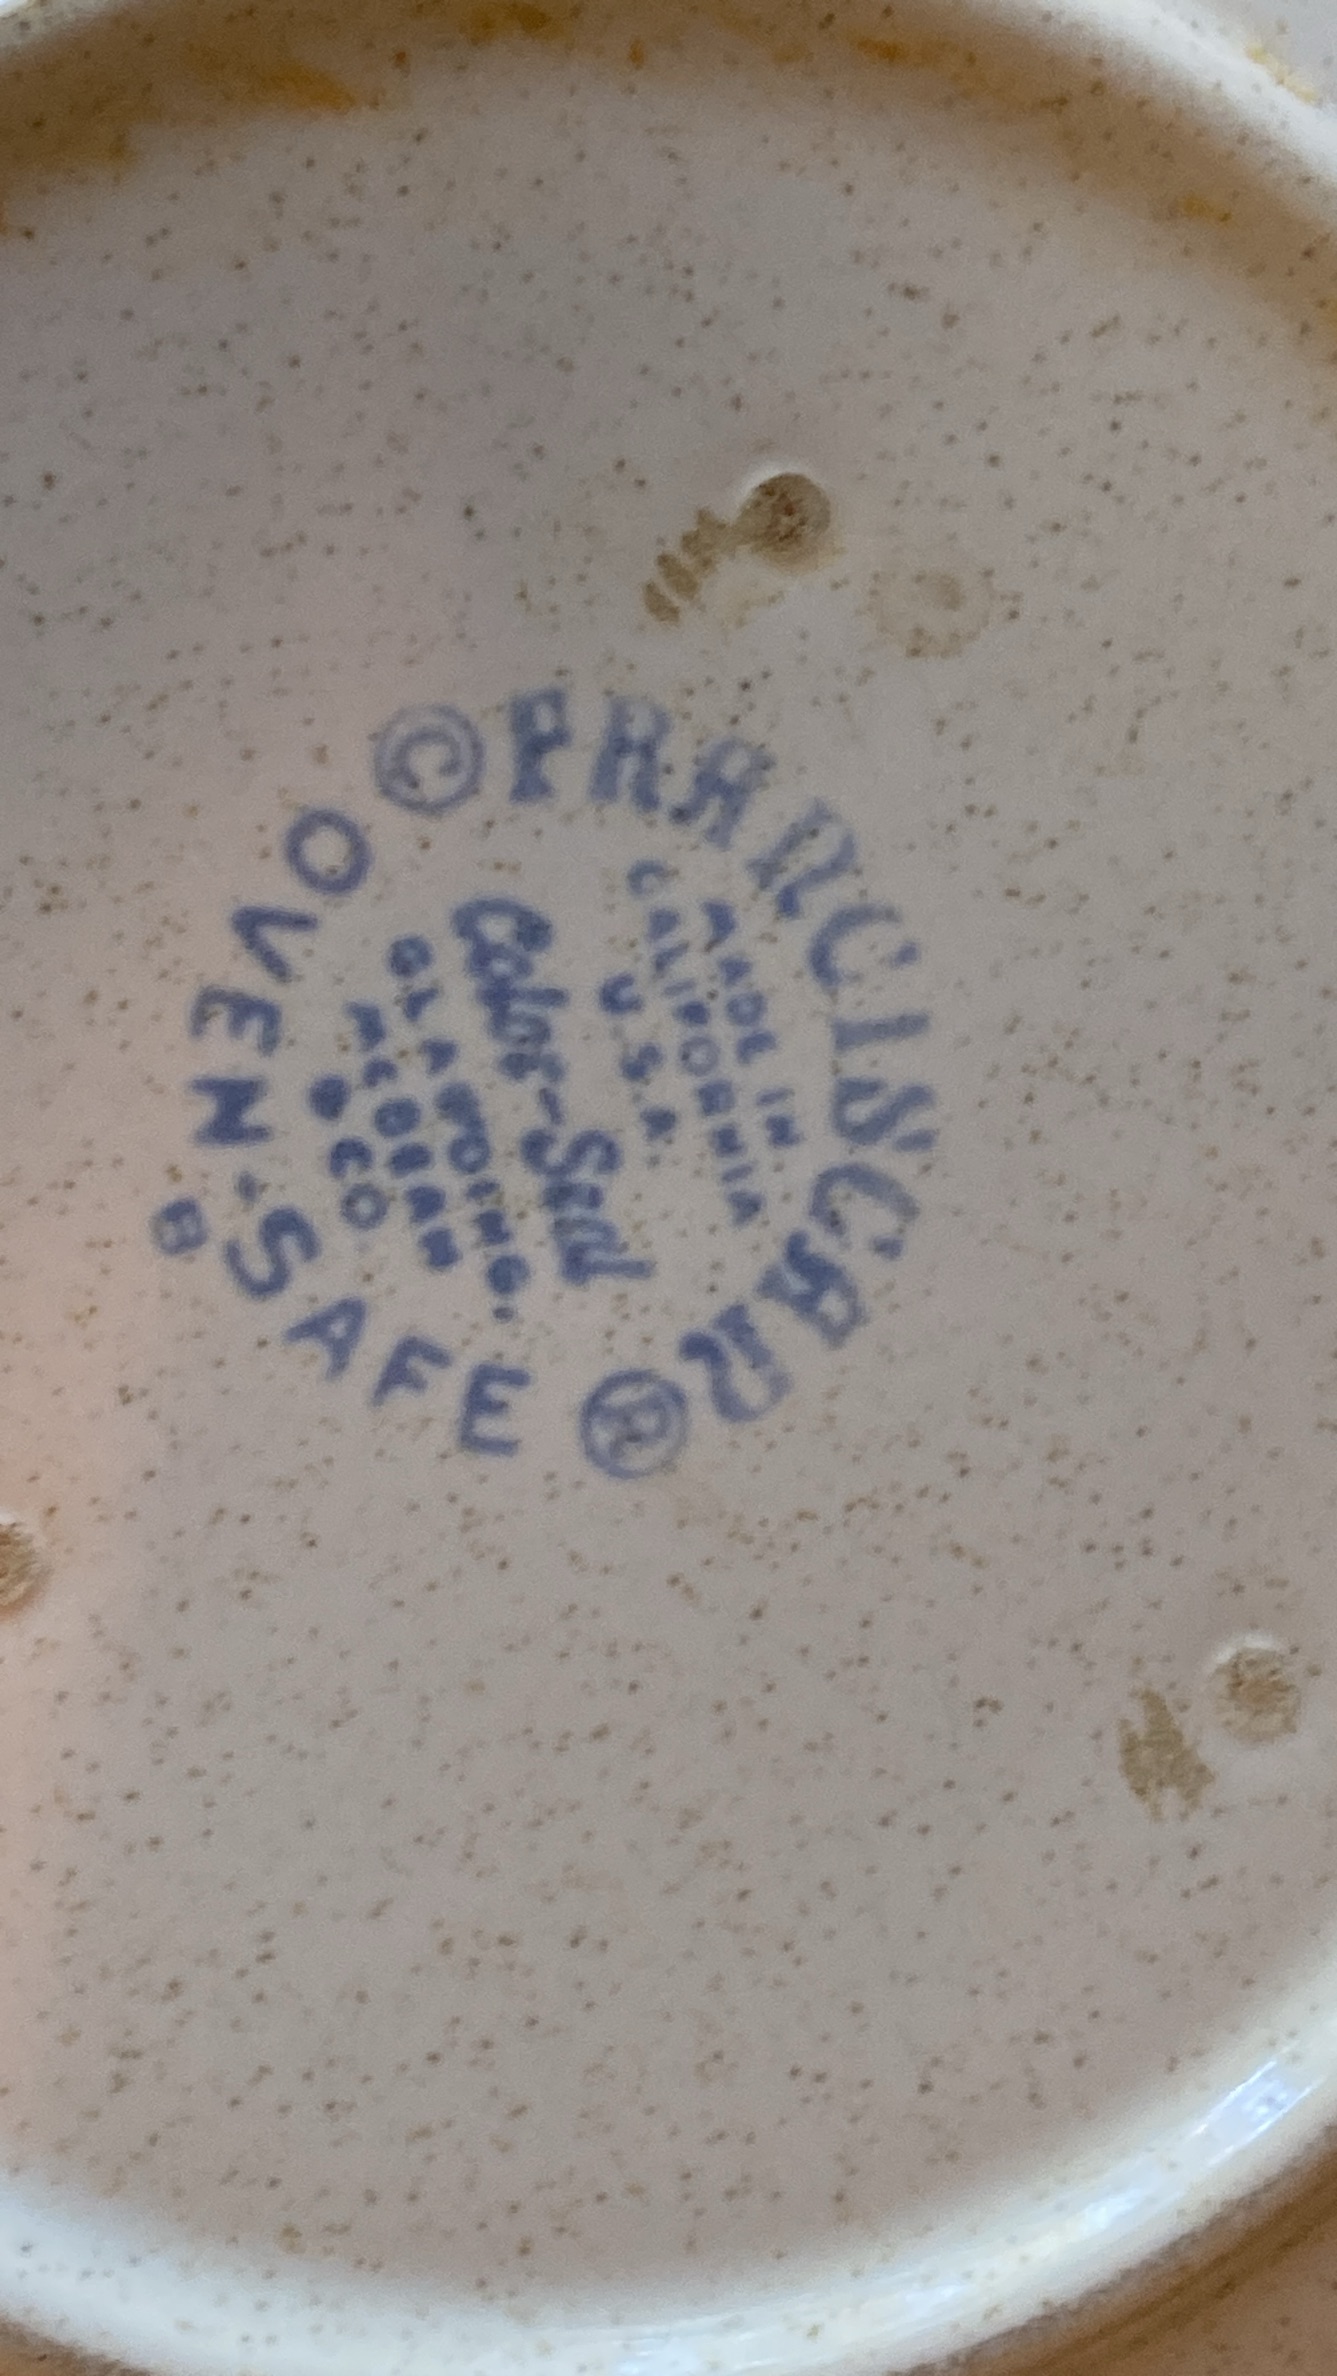 © FRANCISCAN ®
MADE IN
CALIFORNIA
U.S.A.
Color-Seal
GLADDING,
McBEAN
& CO
OVEN-SAFE
B